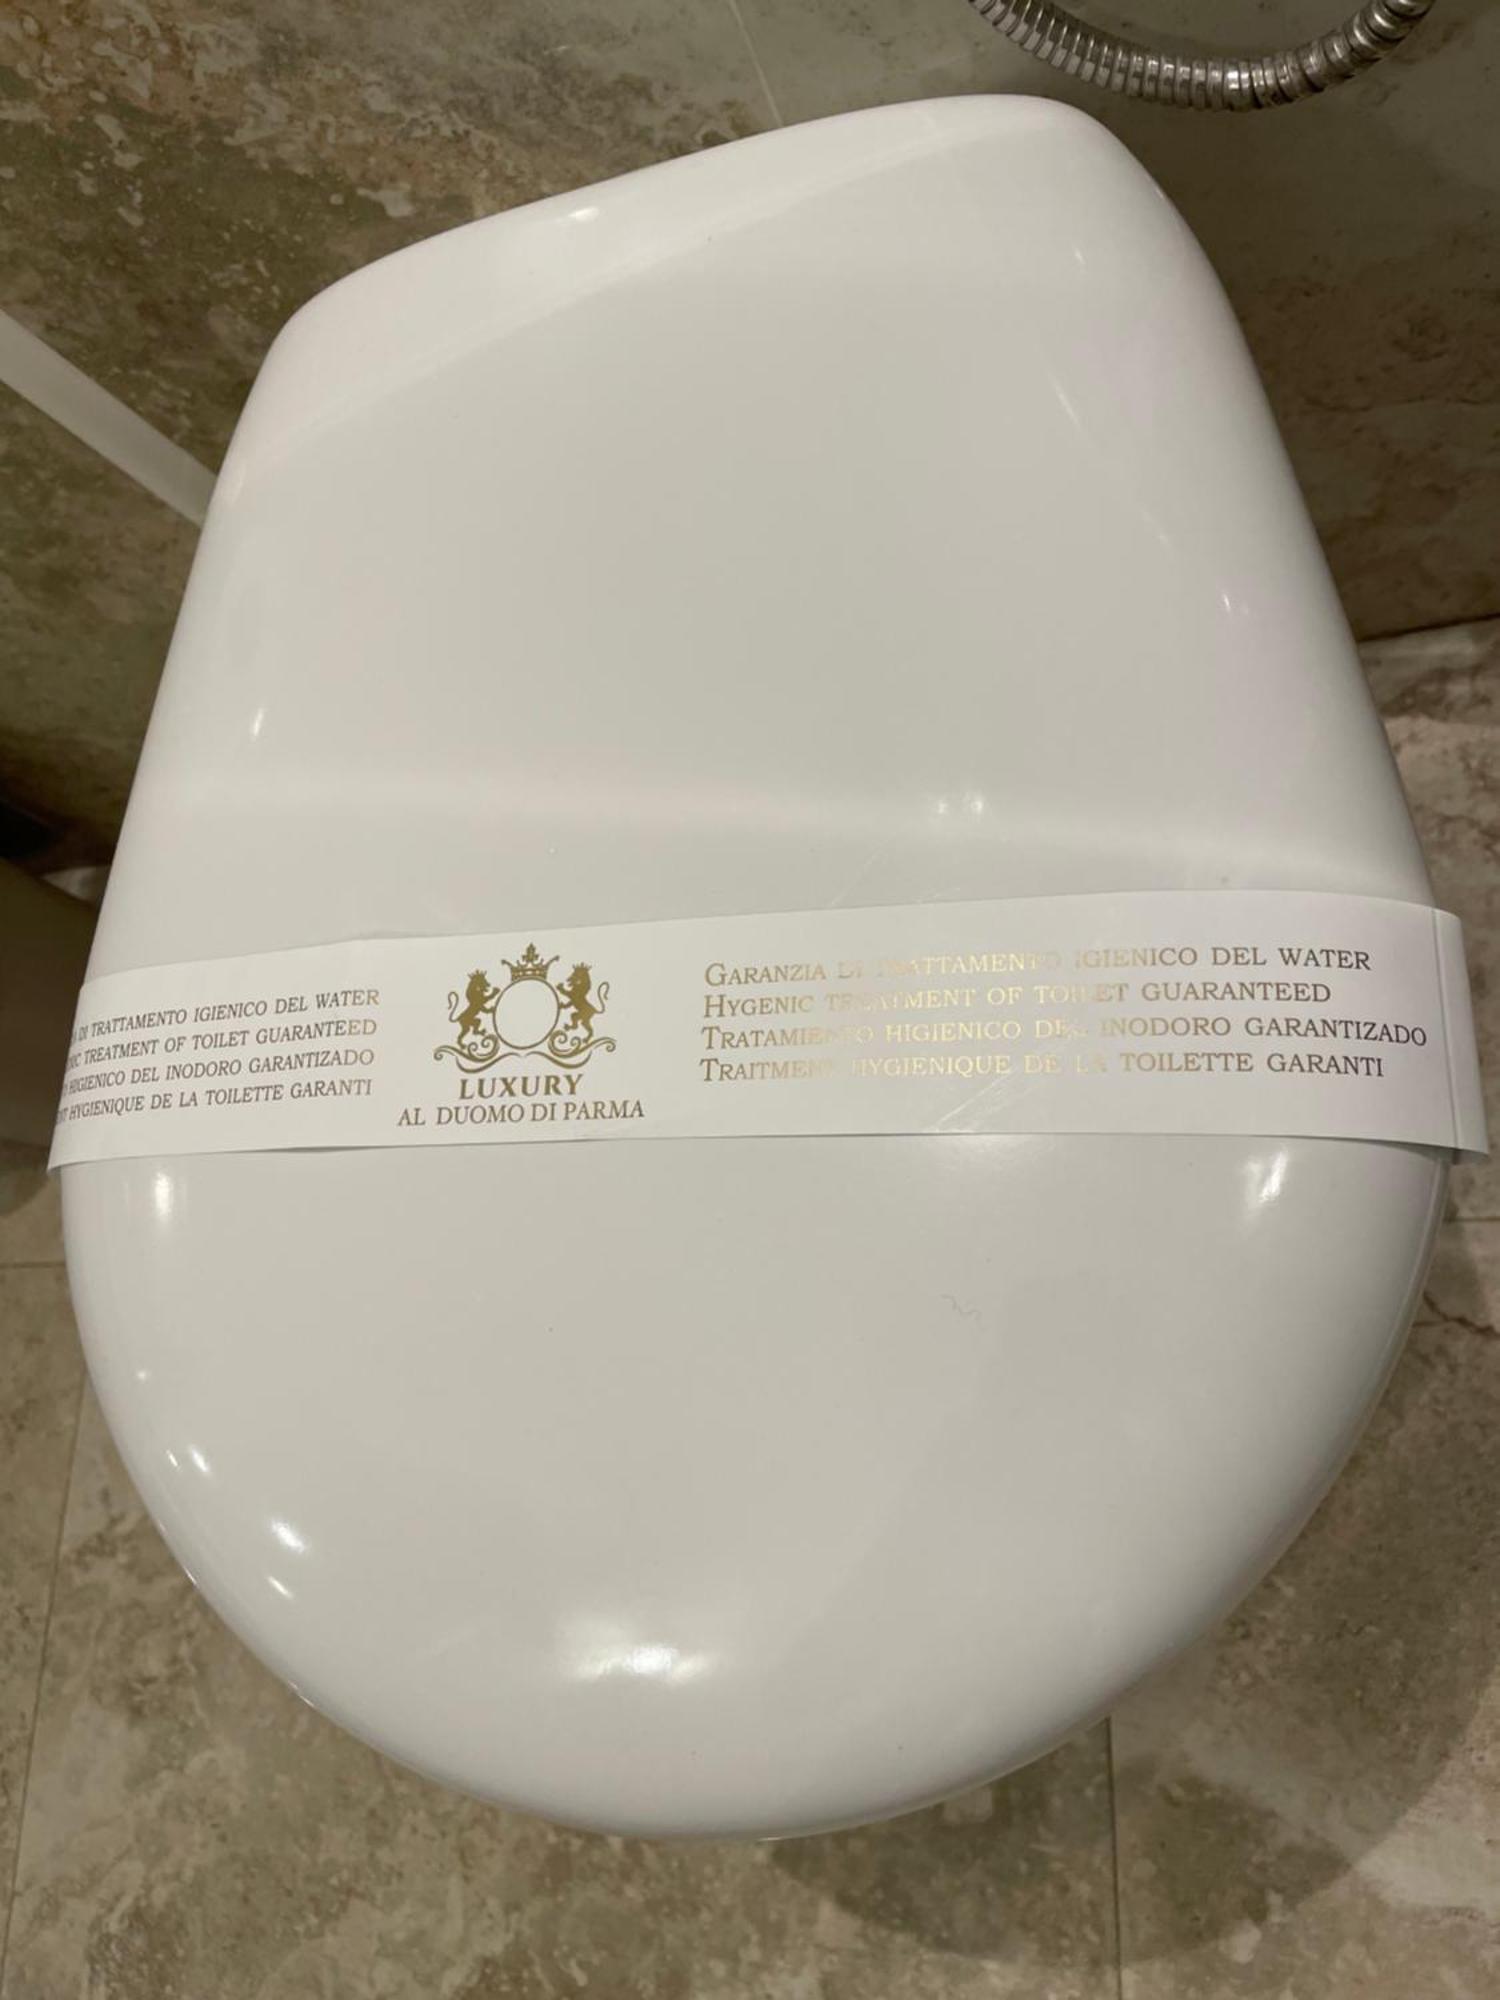 DI TRATTAMENTO IGIENICO DEL WATER
TREATMENT OF TOILET GUARANTEED
HIGIENICO DEL INODORO GARANTIZADO
HYGIENIQUE DE LA TOILETTE GARANTI
LUXURY
AL DUOMO DI PARMA
GARANZIA DI TRATTAMENTO IGIENICO DEL WATER
HYGENIC TREATMENT OF TOILET GUARANTEED
TRATAMIENTO HIGIENICO DEL INODORO GARANTIZADO
TRAITMENT HYGIENIQUE DE LA TOILETTE GARANTI